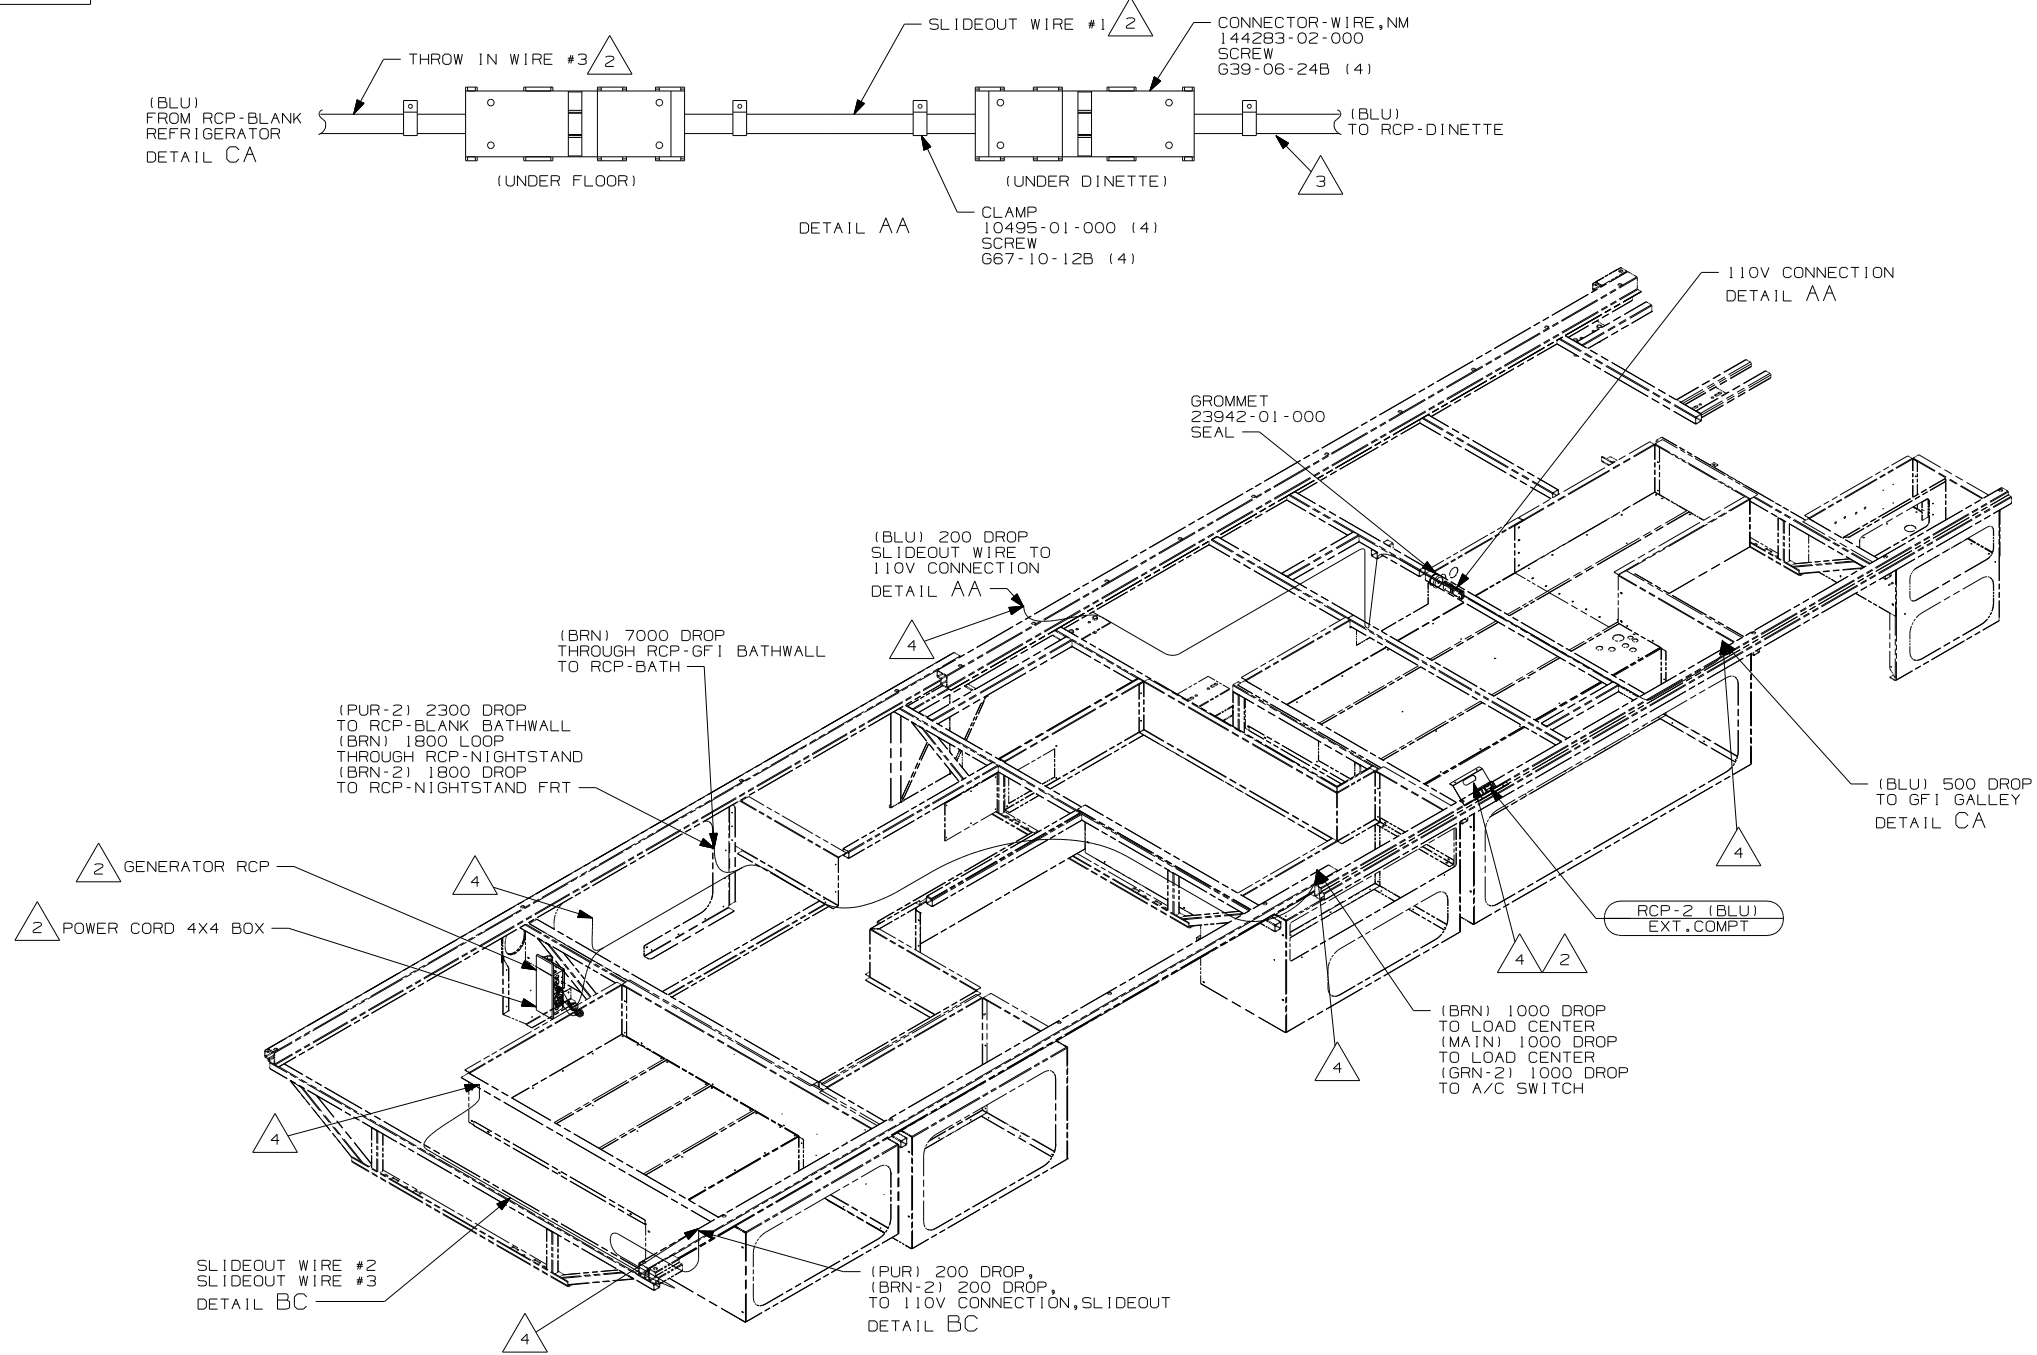 SLIDEOUT WIRE #1
2
CONNECTOR-WIRE,NM
144283-02-000
SCREW
G39-06-24B (4)
THROW IN WIRE #3
2
(BLU)
FROM RCP-BLANK
REFRIGERATOR
DETAIL CA
(BLU)
TO RCP-DINETTE
(UNDER FLOOR)
(UNDER DINETTE)
3
DETAIL AA
CLAMP
10495-01-000 (4)
SCREW
G67-10-12B (4)
110V CONNECTION
DETAIL AA
GROMMET
23942-01-000
SEAL
(BLU) 200 DROP
SLIDEOUT WIRE TO
110V CONNECTION
DETAIL AA
4
(BRN) 7000 DROP
THROUGH RCP-GFI BATHWALL
TO RCP-BATH
(PUR-2) 2300 DROP
TO RCP-BLANK BATHWALL
(BRN) 1800 LOOP
THROUGH RCP-NIGHTSTAND
(BRN-2) 1800 DROP
TO RCP-NIGHTSTAND FRT
(BLU) 500 DROP
TO GFI GALLEY
DETAIL CA
4
2
GENERATOR RCP
4
2
POWER CORD 4X4 BOX
RCP-2 (BLU)
EXT.COMPT
4
2
(BRN) 1000 DROP
TO LOAD CENTER
(MAIN) 1000 DROP
TO LOAD CENTER
(GRN-2) 1000 DROP
TO A/C SWITCH
4
4
SLIDEOUT WIRE #2
SLIDEOUT WIRE #3
DETAIL BC
(PUR) 200 DROP,
(BRN-2) 200 DROP,
TO 110V CONNECTION,SLIDEOUT
DETAIL BC
4